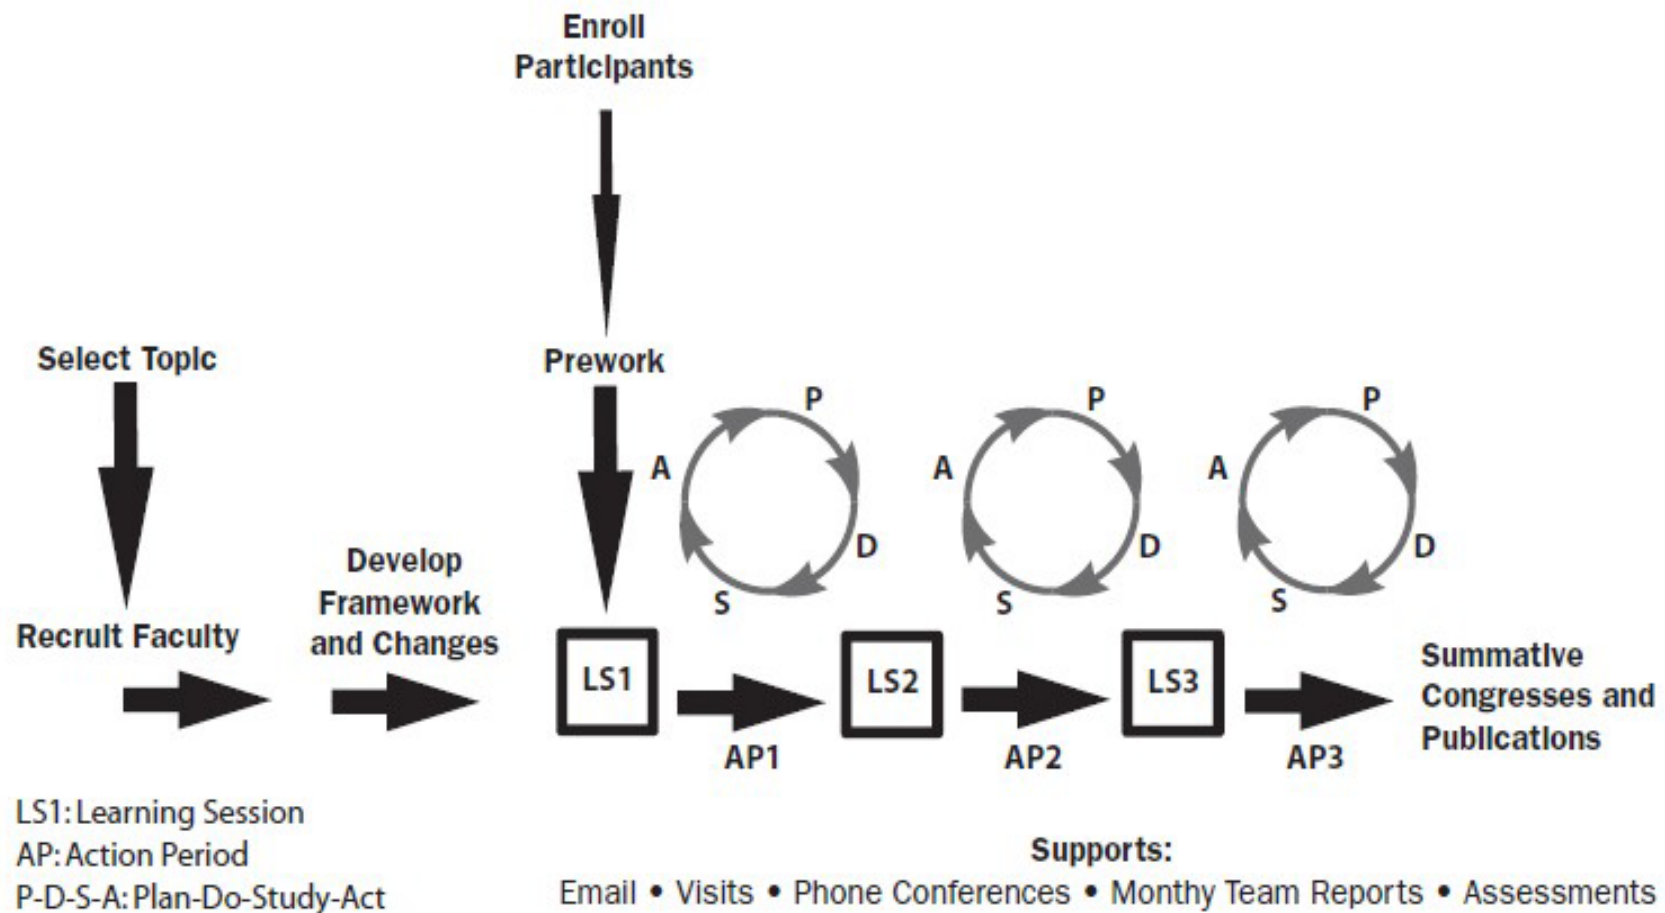 Enroll
Participants
Select Topic
Prework
P
A
D
S
P
A
D
S
P
A
D
S
Develop
Framework
and Changes
Recruit Faculty
LS1
LS2
LS3
AP1
AP2
AP3
Summative
Congresses and
Publications
LS1: Learning Session
AP: Action Period
P-D-S-A: Plan-Do-Study-Act
Supports:
Email • Visits • Phone Conferences • Monthy Team Reports • Assessments